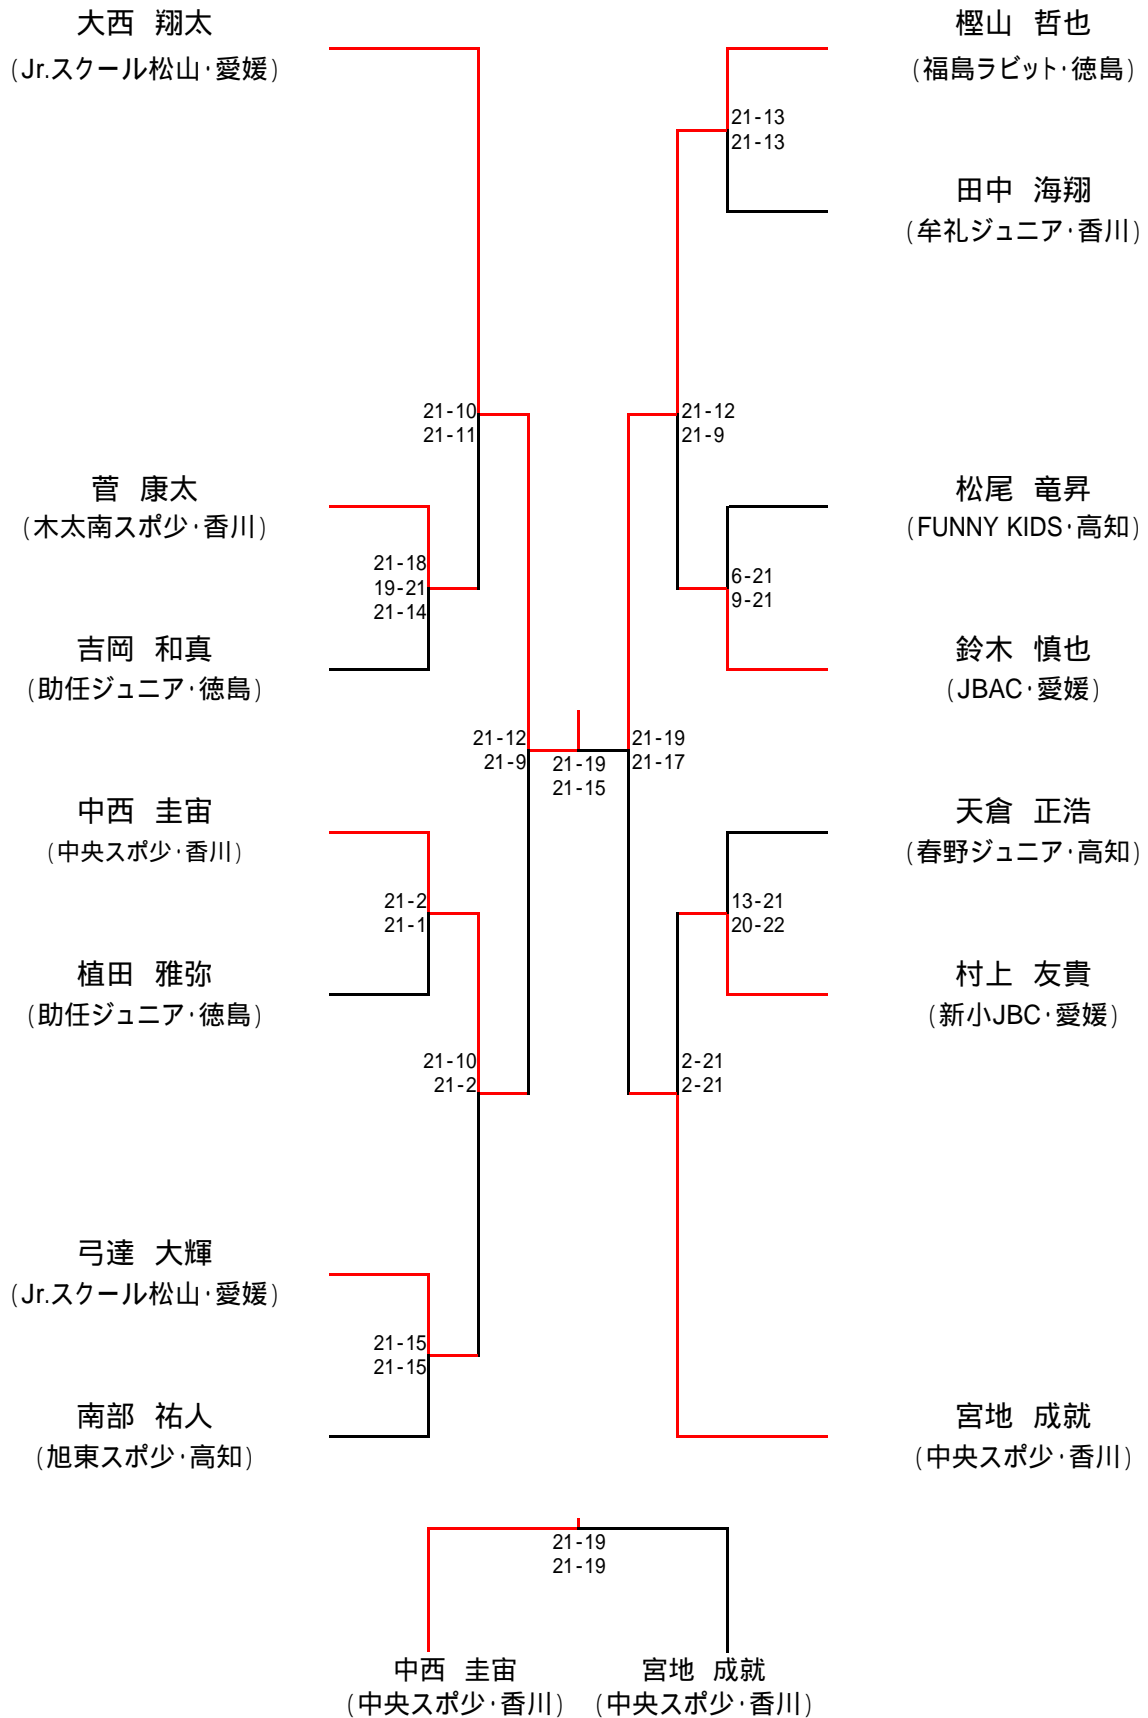 大西 翔太
(Jr.スクール松山・愛媛)
21-10
21-11
菅 康太
(木太南スポ少・香川)
21-18
19-21
21-14
吉岡 和真
(助任ジュニア・徳島)
21-12
21-9
中西 圭宙
(中央スポ少・香川)
21-2
21-1
植田 雅弥
(助任ジュニア・徳島)
21-10
21-2
弓達 大輝
(Jr.スクール松山・愛媛)
21-15
21-15
南部 祐人
(旭東スポ少・高知)
21-19
21-15
樫山 哲也
(福島ラビット・徳島)
21-13
21-13
田中 海翔
(牟礼ジュニア・香川)
21-12
21-9
松尾 竜昇
(FUNNY KIDS・高知)
6-21
9-21
鈴木 慎也
(JBAC・愛媛)
21-19
21-17
天倉 正浩
(春野ジュニア・高知)
13-21
20-22
村上 友貴
(新小JBC・愛媛)
2-21
2-21
宮地 成就
(中央スポ少・香川)
21-19
21-19
中西 圭宙
(中央スポ少・香川)
宮地 成就
(中央スポ少・香川)